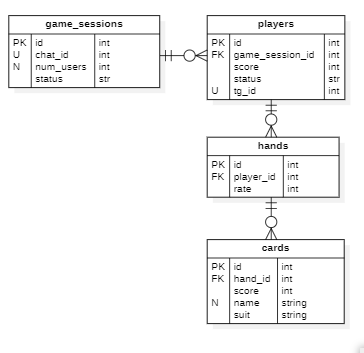 game_sessions
PK id int
U chat_id int
N num_users int
status str
players
PK id int
FK game_session_id int
score int
status str
U tg_id int
hands
PK id int
FK player_id int
rate int
cards
PK id int
FK hand_id int
score int
N name string
suit string